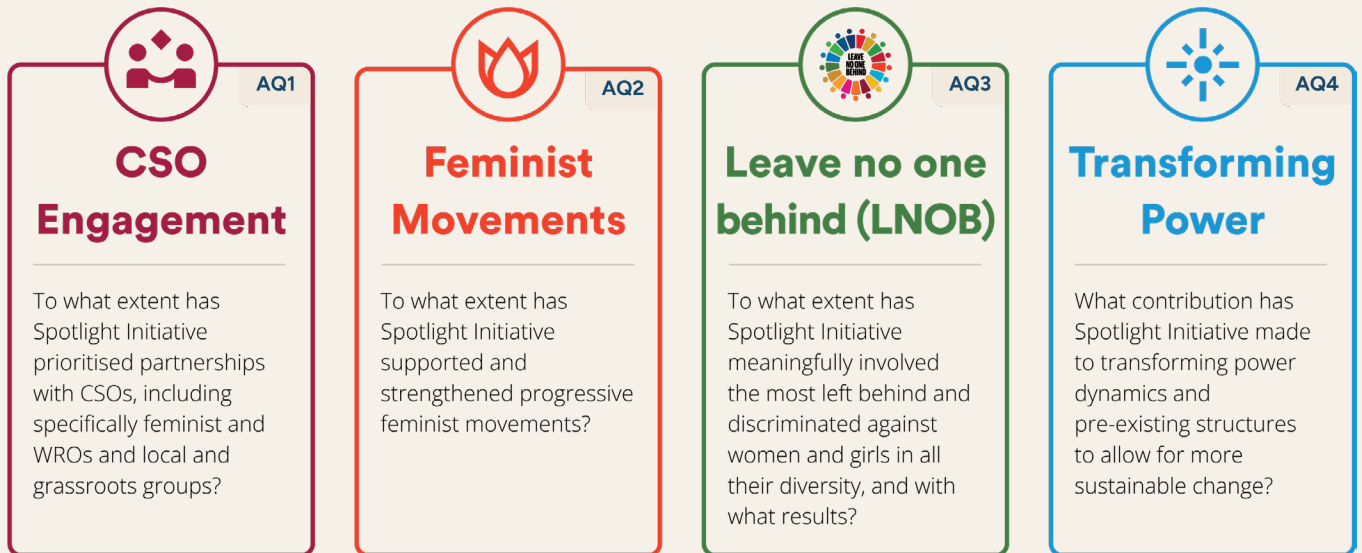 AQ1
CSO
Engagement
To what extent has
Spotlight Initiative
prioritised partnerships
with CSOs, including
specifically feminist and
WROs and local and
grassroots groups?
AQ2
Feminist
Movements
To what extent has
Spotlight Initiative
supported and
strengthened progressive
feminist movements?
LEAVE
NO ONE
BEHIND
AQ3
Leave no one
behind (LNOB)
To what extent has
Spotlight Initiative
meaningfully involved
the most left behind and
discriminated against
women and girls in all
their diversity, and with
what results?
AQ4
Transforming
Power
What contribution has
Spotlight Initiative made
to transforming power
dynamics and
pre-existing structures
to allow for more
sustainable change?